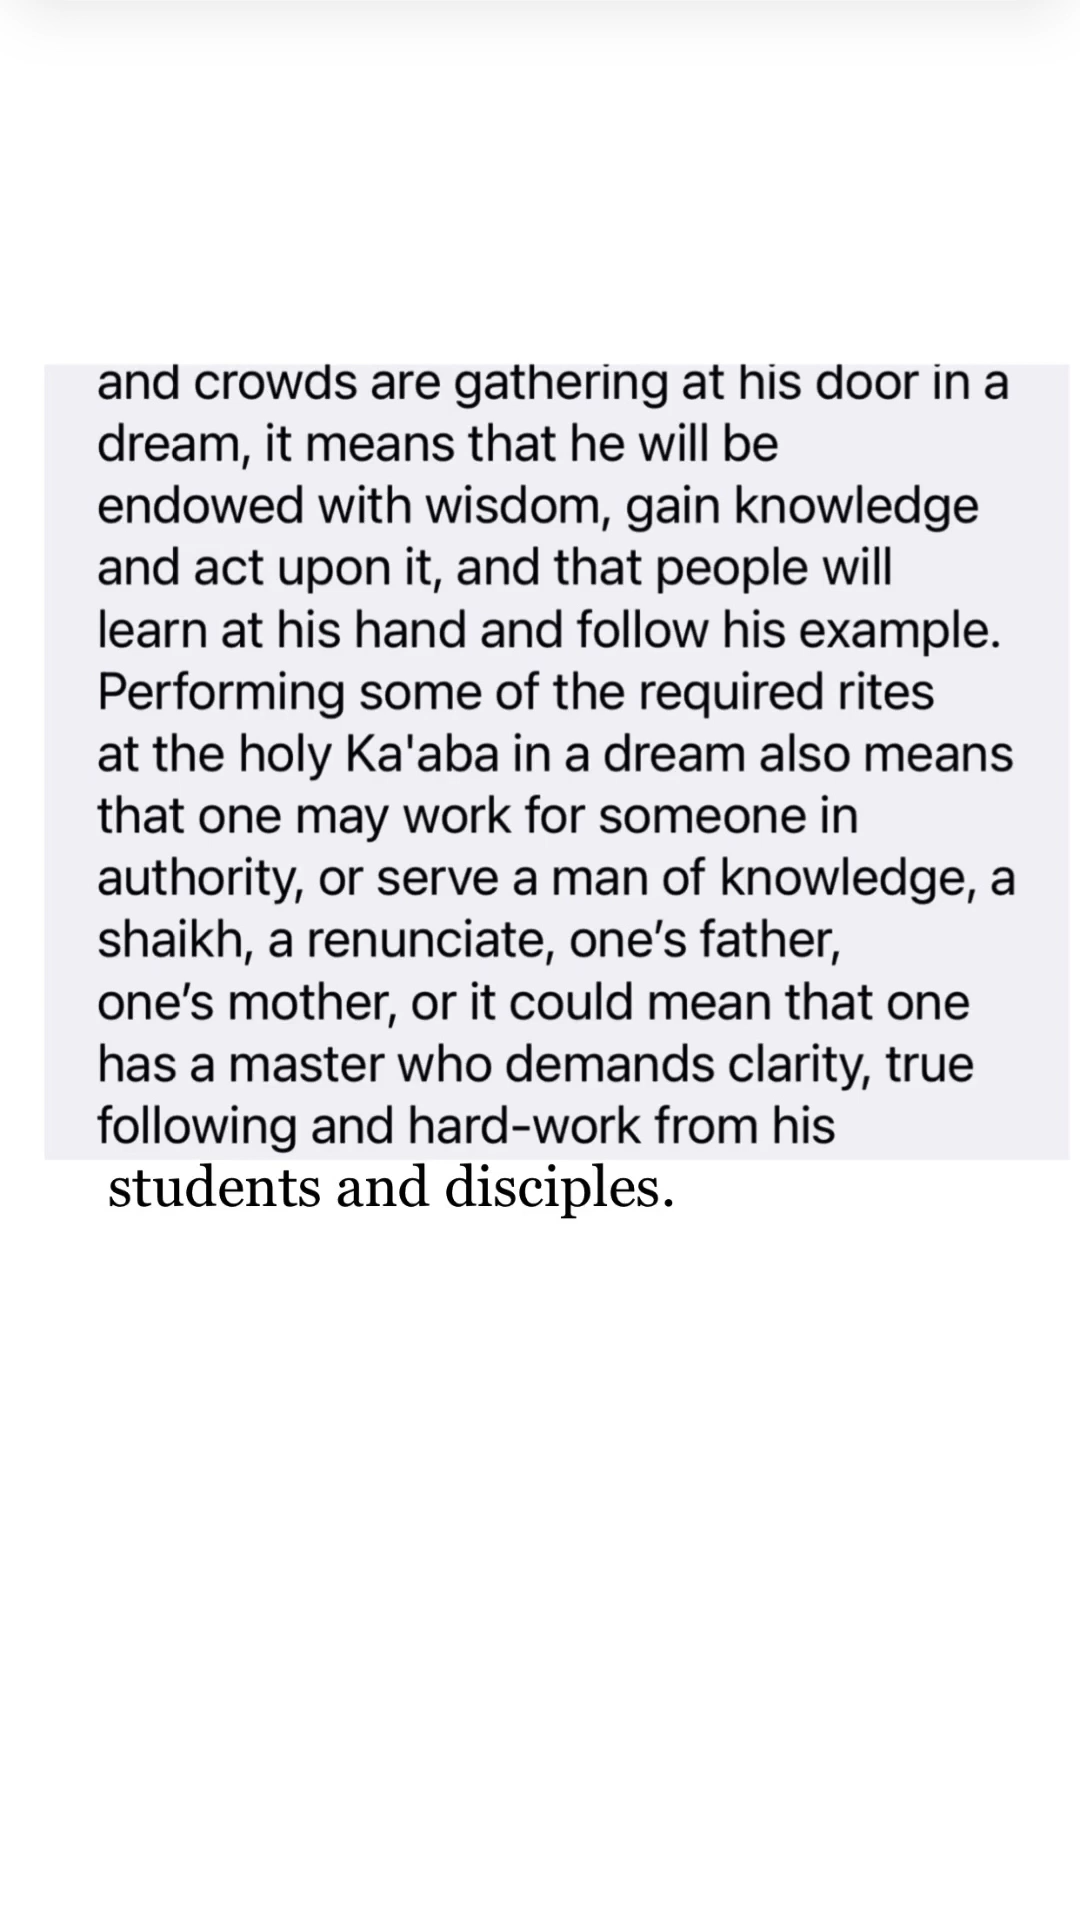 and crowds are gathering at his door in a
dream, it means that he will be
endowed with wisdom, gain knowledge
and act upon it, and that people will
learn at his hand and follow his example.
Performing some of the required rites
at the holy Ka'aba in a dream also means
that one may work for someone in
authority, or serve a man of knowledge, a
shaikh, a renunciate, one’s father,
one’s mother, or it could mean that one
has a master who demands clarity, true
following and hard-work from his
students and disciples.